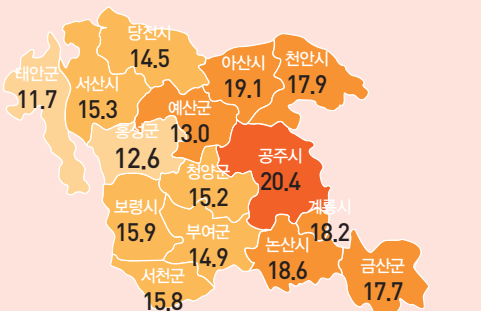 당진시
14.5
태안군
11.7
서산시
15.3
아산시
19.1
천안시
17.9
예산군
13.0
홍성군
12.6
공주시
20.4
청양군
15.2
보령시
15.9
부여군
14.9
계룡시
18.2
논산시
18.6
서천군
15.8
금산군
17.7